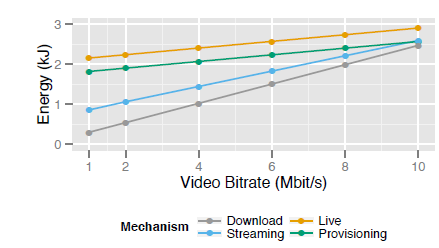 3
2
1
0
Energy (kJ)
1 2 4 6 8 10
Video Bitrate (Mbit/s)
Mechanism
Download Live
Streaming Provisioning